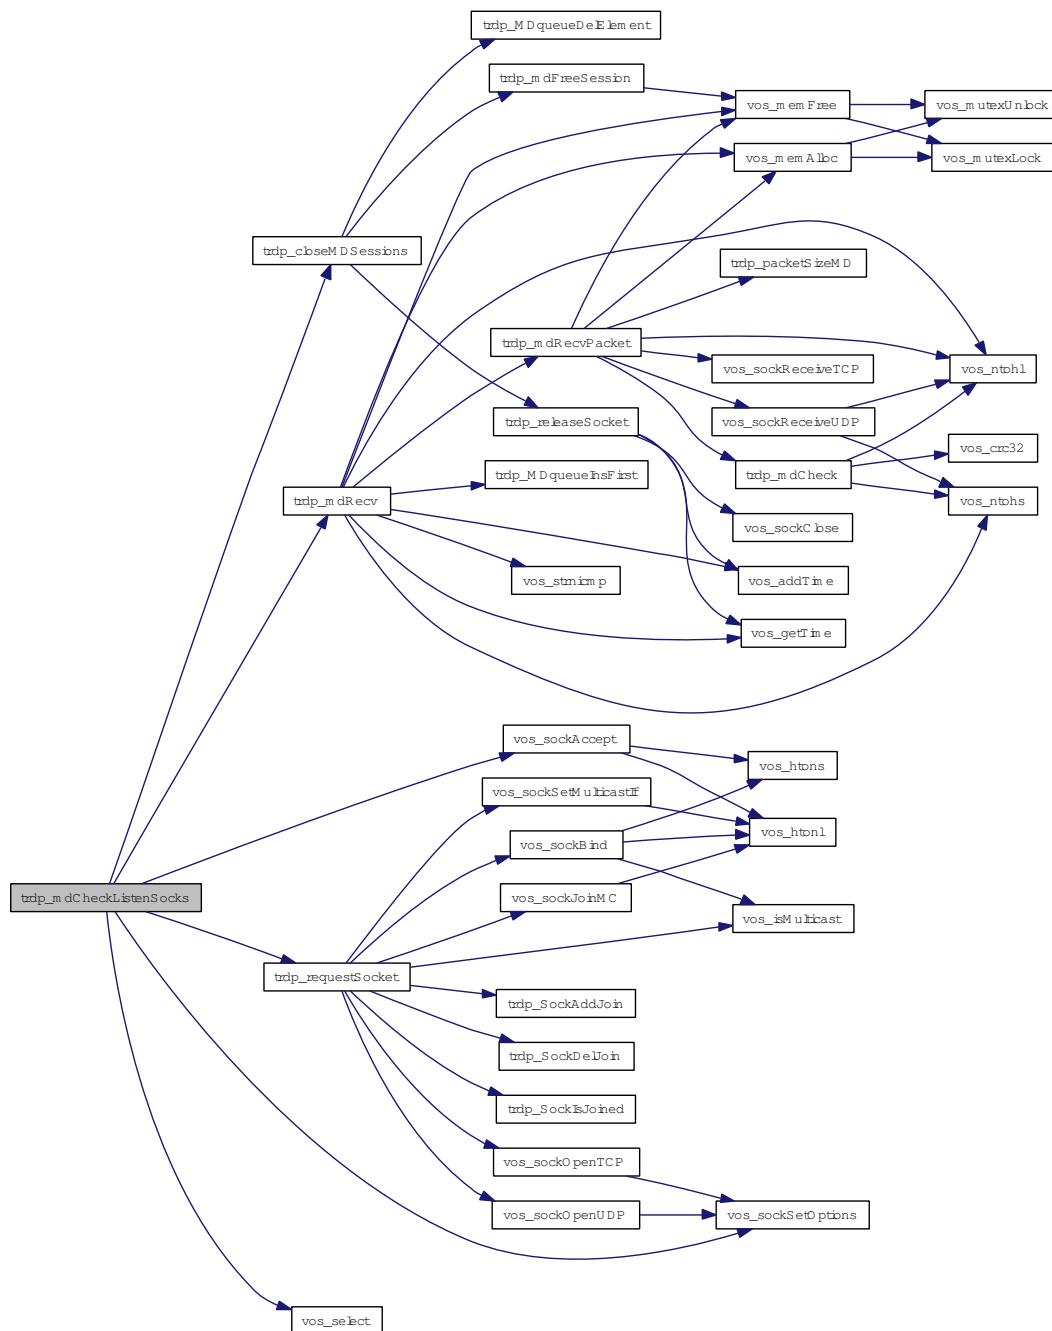 trdp_MDqueueDelElement
trdp_mdFreeSession
vos_memFree
vos_mutexUnlock
vos_memAlloc
vos_mutexLock
trdp_closeMDSessions
trdp_packetSizeMD
trdp_mdRecvPacket
vos_sockReceiveTCP
vos_ntohl
trdp_releaseSocket
vos_sockReceiveUDP
vos_crc32
trdp_MDqueueInsFirst
trdp_mdCheck
trdp_mdRecv
vos_ntohs
vos_sockClose
vos_strnicmp
vos_addTime
vos_getTime
vos_sockAccept
vos_htons
vos_sockSetMulticastIf
vos_htonl
vos_sockBind
trdp_mdCheckListenSocks
vos_sockJoinMC
vos_isMulticast
trdp_requestSocket
trdp_SockAddJoin
trdp_SockDelJoin
trdp_SockIsJoined
vos_sockOpenTCP
vos_sockOpenUDP
vos_sockSetOptions
vos_select